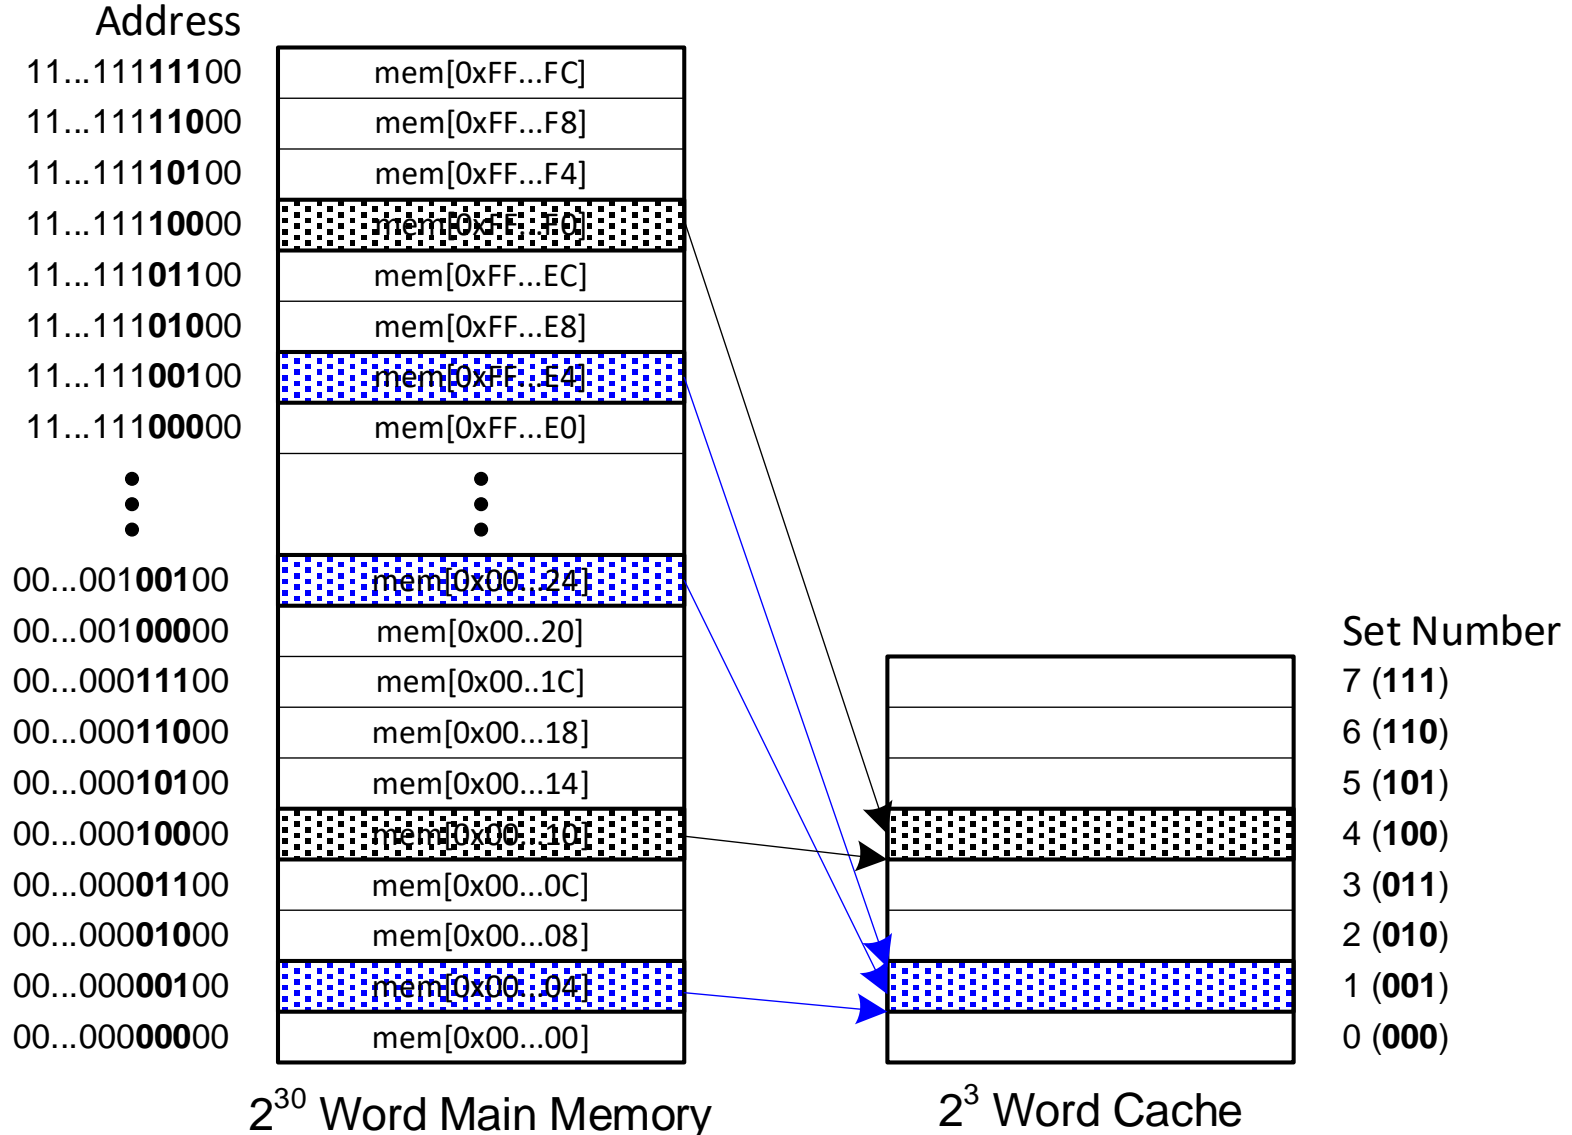 Address
11...11111100 mem[0xFF...FC]
11...11111000 mem[0xFF...F8]
11...11110100 mem[0xFF...F4]
11...11110000 mem[0xFF...F0]
11...11101100 mem[0xFF...EC]
11...11101000 mem[0xFF...E8]
11...11100100 mem[0xFF...E4]
11...11100000 mem[0xFF...E0]
00...00100100 mem[0x00...24]
00...00100000 mem[0x00..20]
00...00011100 mem[0x00..1C]
00...00011000 mem[0x00...18]
00...00010100 mem[0x00...14]
00...00010000 mem[0x00...10]
00...00001100 mem[0x00...0C]
00...00001000 mem[0x00...08]
00...00000100 mem[0x00...04]
00...00000000 mem[0x00...00]
2^30 Word Main Memory
Set Number
7 (111)
6 (110)
5 (101)
4 (100)
3 (011)
2 (010)
1 (001)
0 (000)
2^3 Word Cache